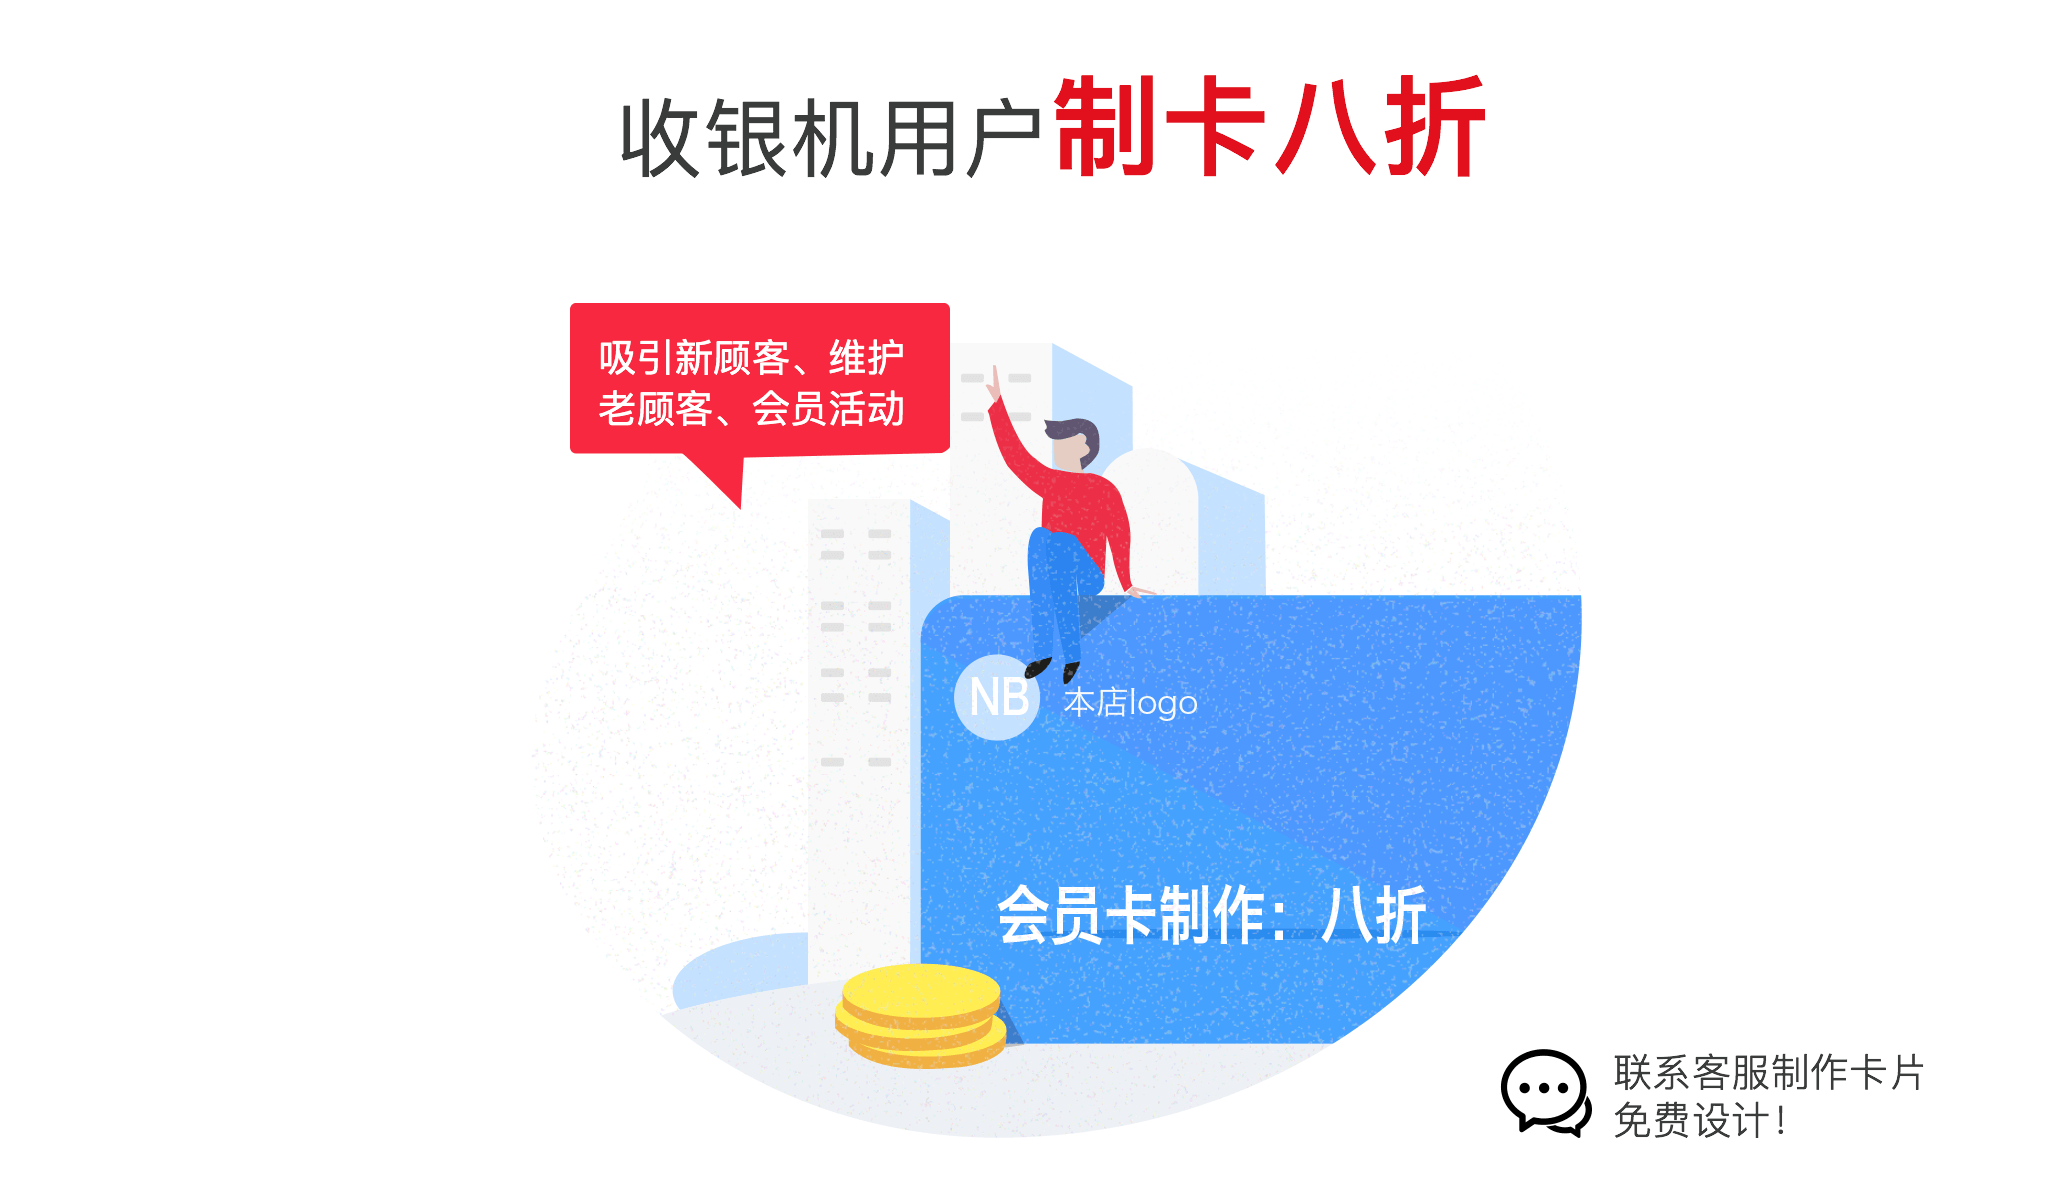 收银机用户制卡八折
吸引新顾客、维护
老顾客、会员活动
NB 本店logo
会员卡制作：八折
联系客服制作卡片
免费设计！